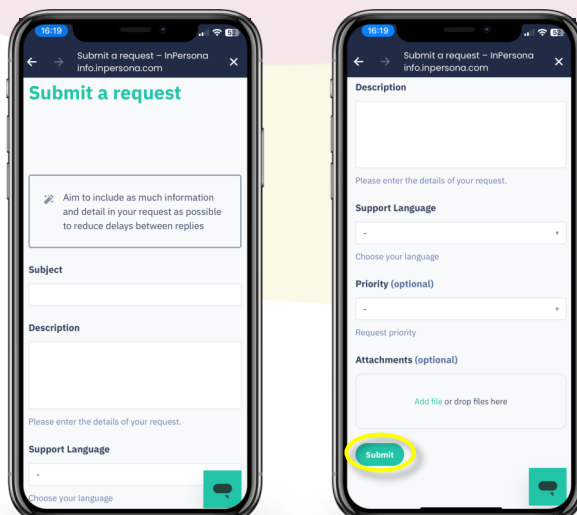 16:19
Submit a request – InPersona
info.inpersona.com
Submit a request
Aim to include as much information
and detail in your request as possible
to reduce delays between replies
Subject
Description
Please enter the details of your request.
Support Language
-
Choose your language
16:19
Submit a request – InPersona
info.inpersona.com
Description
Please enter the details of your request.
Support Language
-
Choose your language
Priority (optional)
-
Request priority
Attachments (optional)
Add file or drop files here
Submit